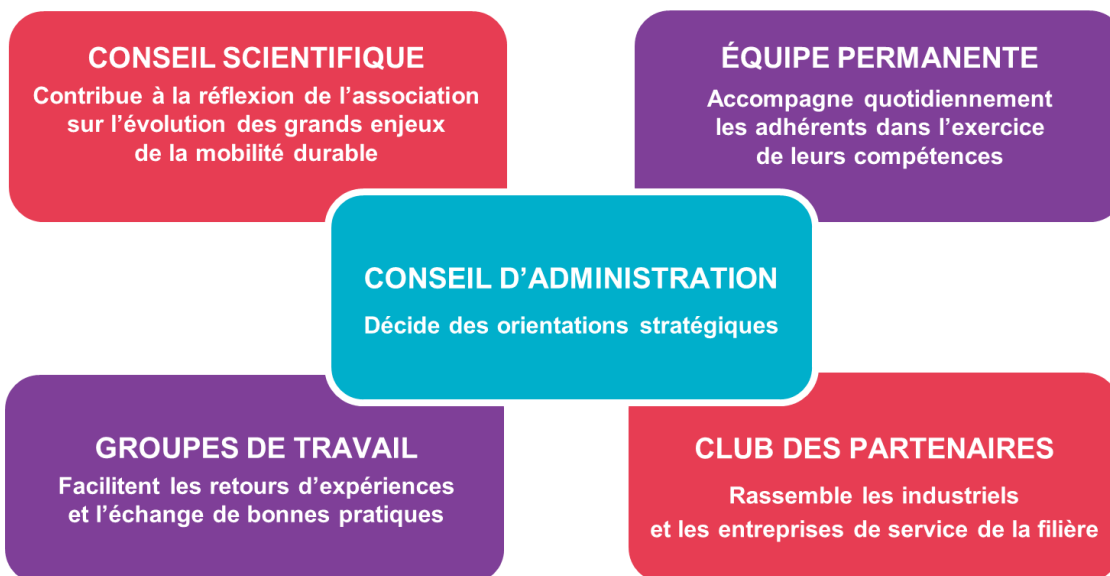 CONSEIL SCIENTIFIQUE
Contribue à la réflexion de l’association
sur l’évolution des grands enjeux
de la mobilité durable
ÉQUIPE PERMANENTE
Accompagne quotidiennement
les adhérents dans l’exercice
de leurs compétences
CONSEIL D’ADMINISTRATION
Décide des orientations stratégiques
GROUPES DE TRAVAIL
Facilitent les retours d’expériences
et l’échange de bonnes pratiques
CLUB DES PARTENAIRES
Rassemble les industriels
et les entreprises de service de la filière